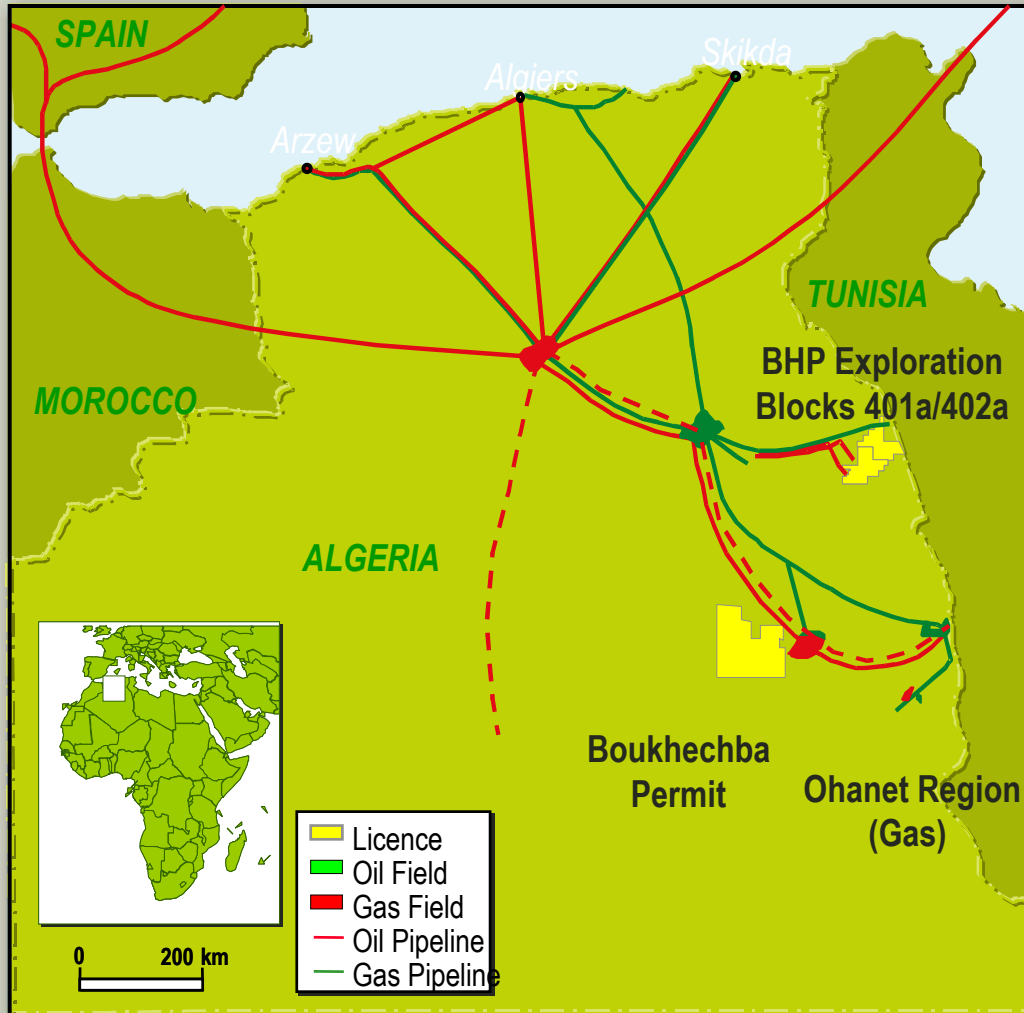 SPAIN
Skikda
Algiers
Arzew
TUNISIA
BHP Exploration
Blocks 401a/402a
MOROCCO
ALGERIA
Boukhechba
Permit
Ohanet Region
(Gas)
Licence
Oil Field
Gas Field
Oil Pipeline
Gas Pipeline
0 200 km